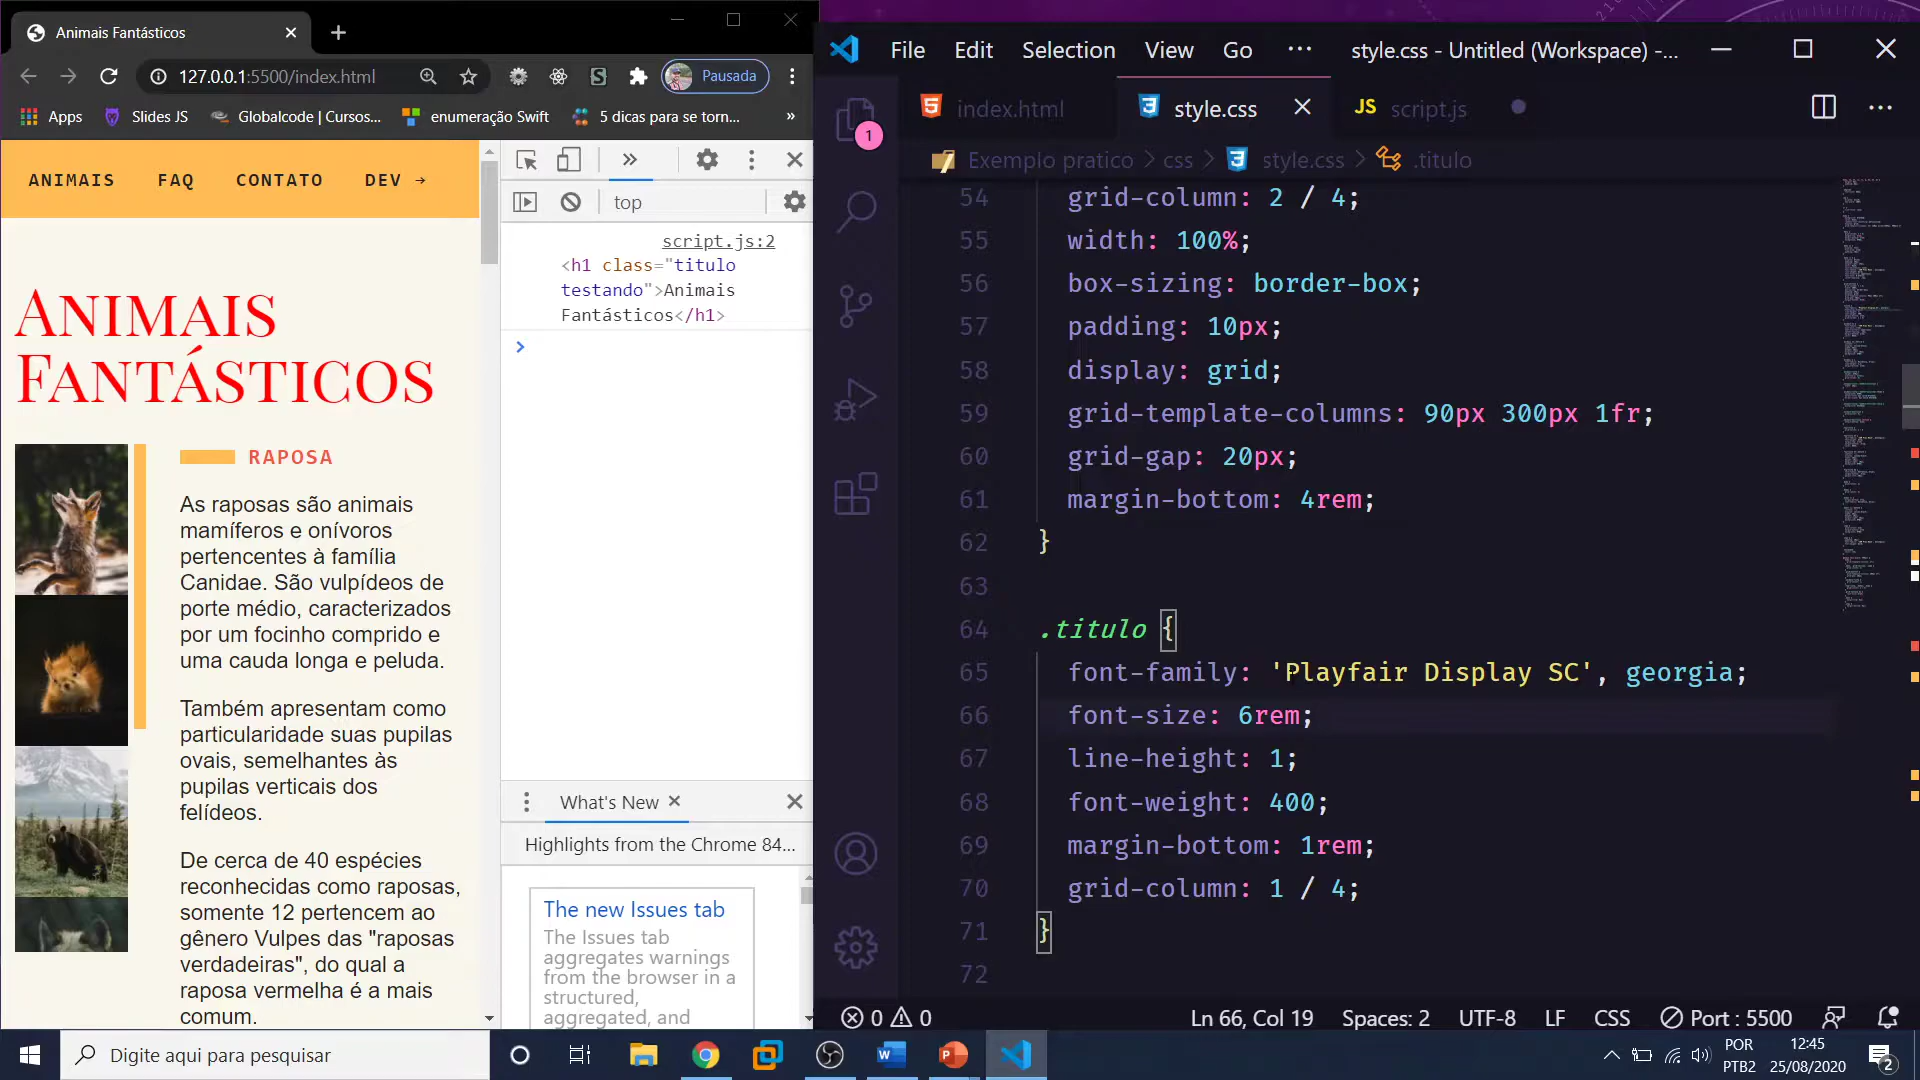 Animais Fantásticos
127.0.0.1:5500/index.html
Pausada
Apps
Slides JS
Globalcode | Cursos...
enumeração Swift
5 dicas para se torn...
»
ANIMAIS
FAQ
CONTATO
DEV →
ANIMAIS
FANTÁSTICOS
RAPOSA
As raposas são animais
mamíferos e onívoros
pertencentes à família
Canidae. São vulpídeos de
porte médio, caracterizados
por um focinho comprido e
uma cauda longa e peluda.
Também apresentam como
particularidade suas pupilas
ovais, semelhantes às
pupilas verticais dos
felídeos.
De cerca de 40 espécies
reconhecidas como raposas,
somente 12 pertencem ao
gênero Vulpes das "raposas
verdadeiras", do qual a
raposa vermelha é a mais
comum.
»
top
script.js:2
<h1 class="titulo
testando">Animais
Fantásticos</h1>
>
What's New
Highlights from the Chrome 84...
The new Issues tab
The Issues tab
aggregates warnings
from the browser in a
structured,
aggregated, and
File
Edit
Selection
View
Go
···
style.css - Untitled (Workspace) -...
index.html
style.css
JS script.js
1
Exemplo pratico > css > style.css > .titulo
54 grid-column: 2 / 4;
55 width: 100%;
56 box-sizing: border-box;
57 padding: 10px;
58 display: grid;
59 grid-template-columns: 90px 300px 1fr;
60 grid-gap: 20px;
61 margin-bottom: 4rem;
62 }
63
64 .titulo {
65 font-family: 'Playfair Display SC', georgia;
66 font-size: 6rem;
67 line-height: 1;
68 font-weight: 400;
69 margin-bottom: 1rem;
70 grid-column: 1 / 4;
71 }
72
0 0
Ln 66, Col 19
Spaces: 2
UTF-8
LF
CSS
Port : 5500
Digite aqui para pesquisar
POR
PTB2
12:45
25/08/2020
2